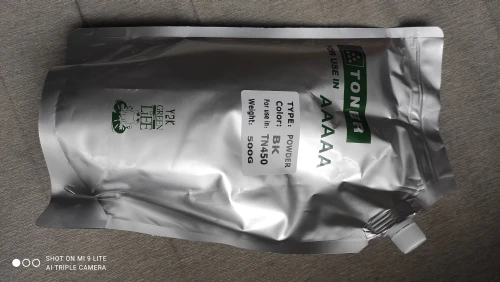 TONER
FOR USE IN
AAAAA
TYPE: POWDER
Color: BK
For use in: TN450
Weight: 500G
Y2K
GREEN
LIFE
SHOT ON MI 9 LITE
AI TRIPLE CAMERA